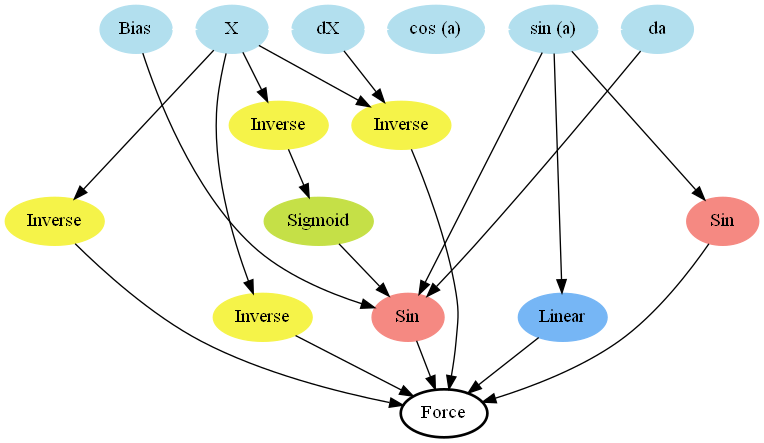 Bias
X
dX
cos (a)
sin (a)
da
Inverse
Inverse
Inverse
Sigmoid
Sin
Inverse
Sin
Linear
Force